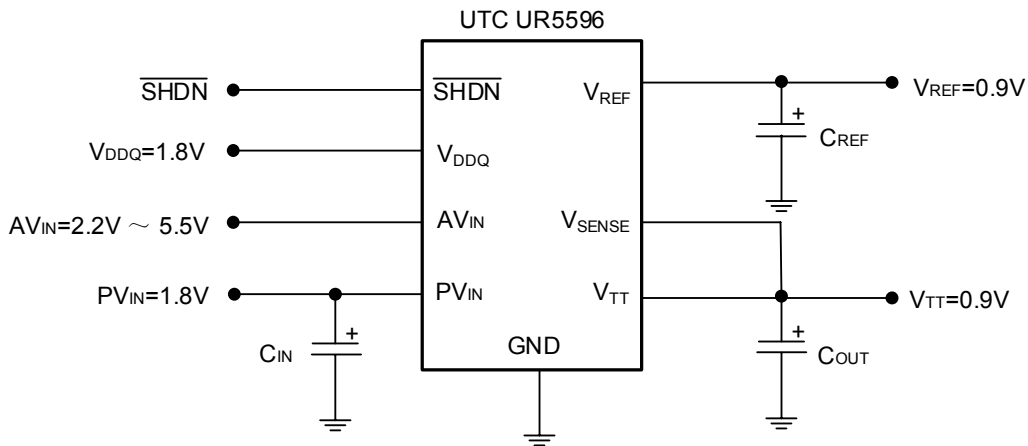 UTC UR5596
SHDN
SHDN
VREF
VREF=0.9V
CREF
VDDQ=1.8V
VDDQ
AVIN=2.2V ～ 5.5V
AVIN
VSENSE
PVIN=1.8V
PVIN
VTT
VTT=0.9V
CIN
GND
COUT
+
+
+